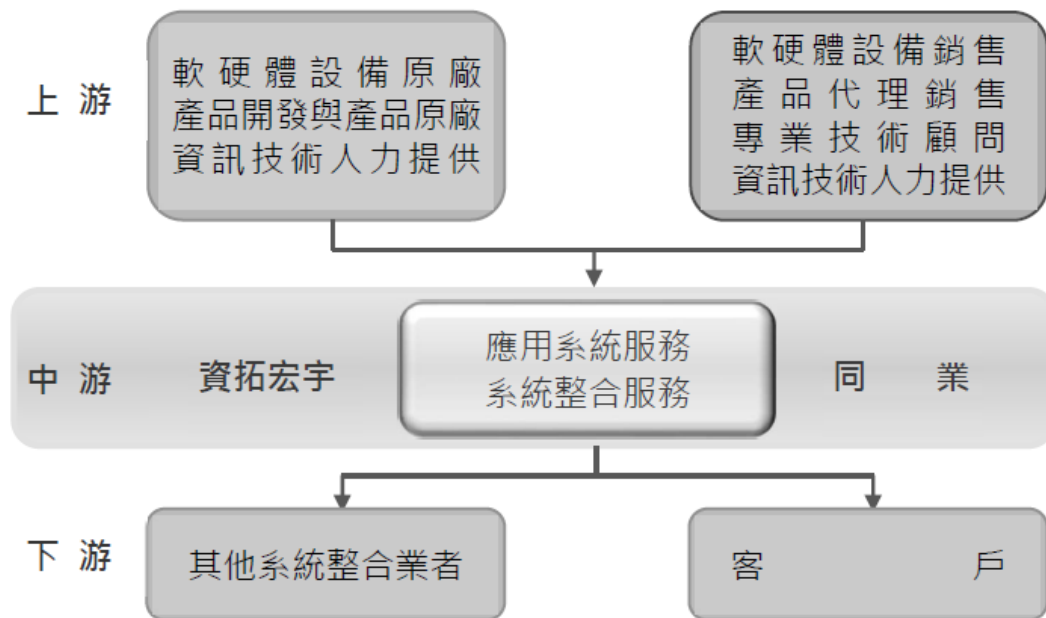 上游
軟硬體設備原廠
產品開發與產品原廠
資訊技術人力提供
軟硬體設備銷售
產品代理銷售
專業技術顧問
資訊技術人力提供
中游
資拓宏宇
應用系統服務
系統整合服務
同業
下游
其他系統整合業者
客戶